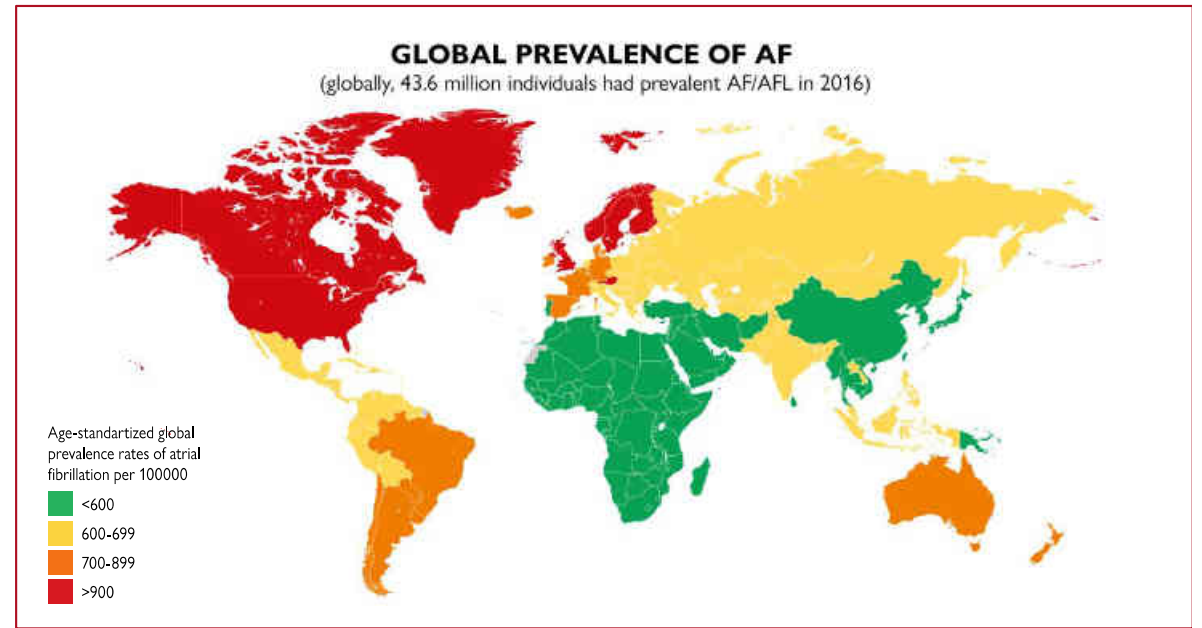 GLOBAL PREVALENCE OF AF
(globally, 43.6 million individuals had prevalent AF/AFL in 2016)
Age-standartized global
prevalence rates of atrial
fibrillation per 100000
<600
600-699
700-899
>900